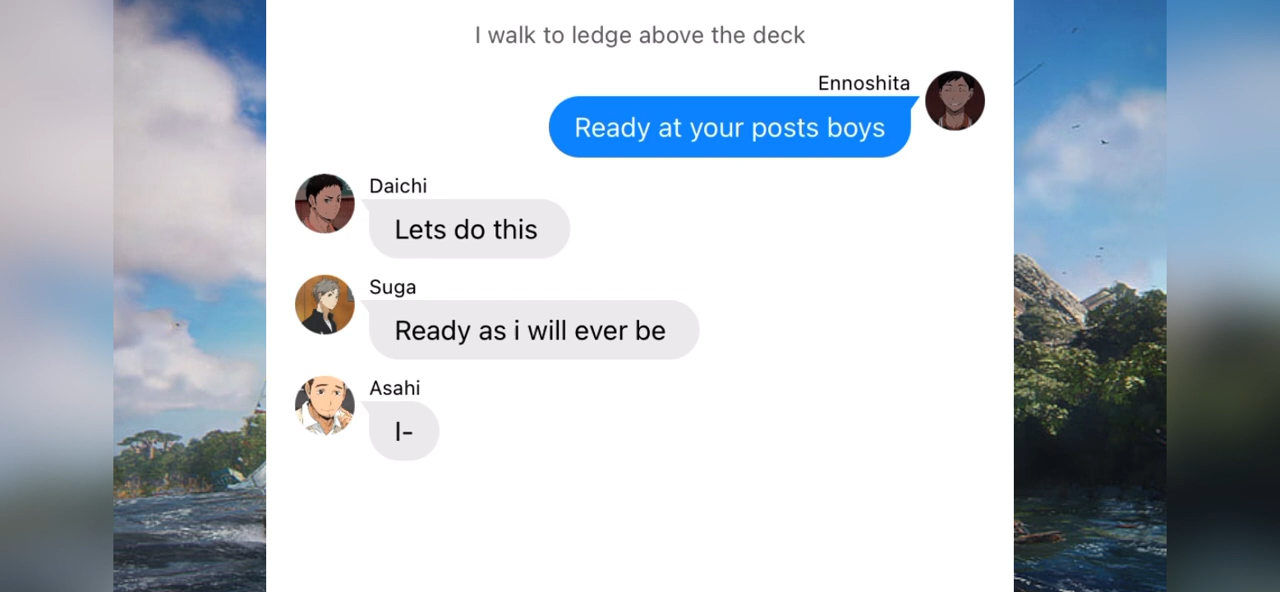 I walk to ledge above the deck
Ennoshita
Ready at your posts boys
Daichi
Lets do this
Suga
Ready as i will ever be
Asahi
I-